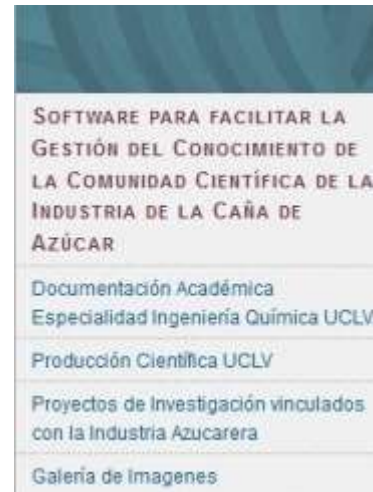 SOFTWARE PARA FACILITAR LA
GESTIÓN DEL CONOCIMIENTO DE
LA COMUNIDAD CIENTÍFICA DE LA
INDUSTRIA DE LA CAÑA DE
AZÚCAR
Documentación Académica
Especialidad Ingeniería Química UCLV
Producción Científica UCLV
Proyectos de Investigación vinculados
con la Industria Azucarera
Galería de Imagenes